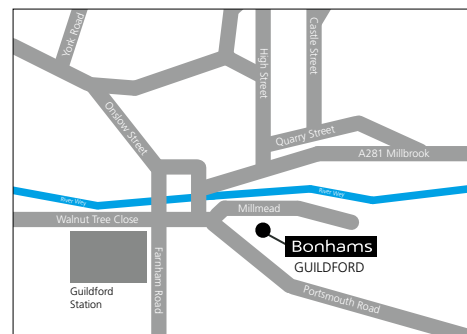 York Road
High Street
Castle Street
Onslow Street
Quarry Street
A281 Millbrook
River Wey
River Wey
Walnut Tree Close
Millmead
Bonhams
GUILDFORD
Guildford
Station
Farnham Road
Portsmouth Road